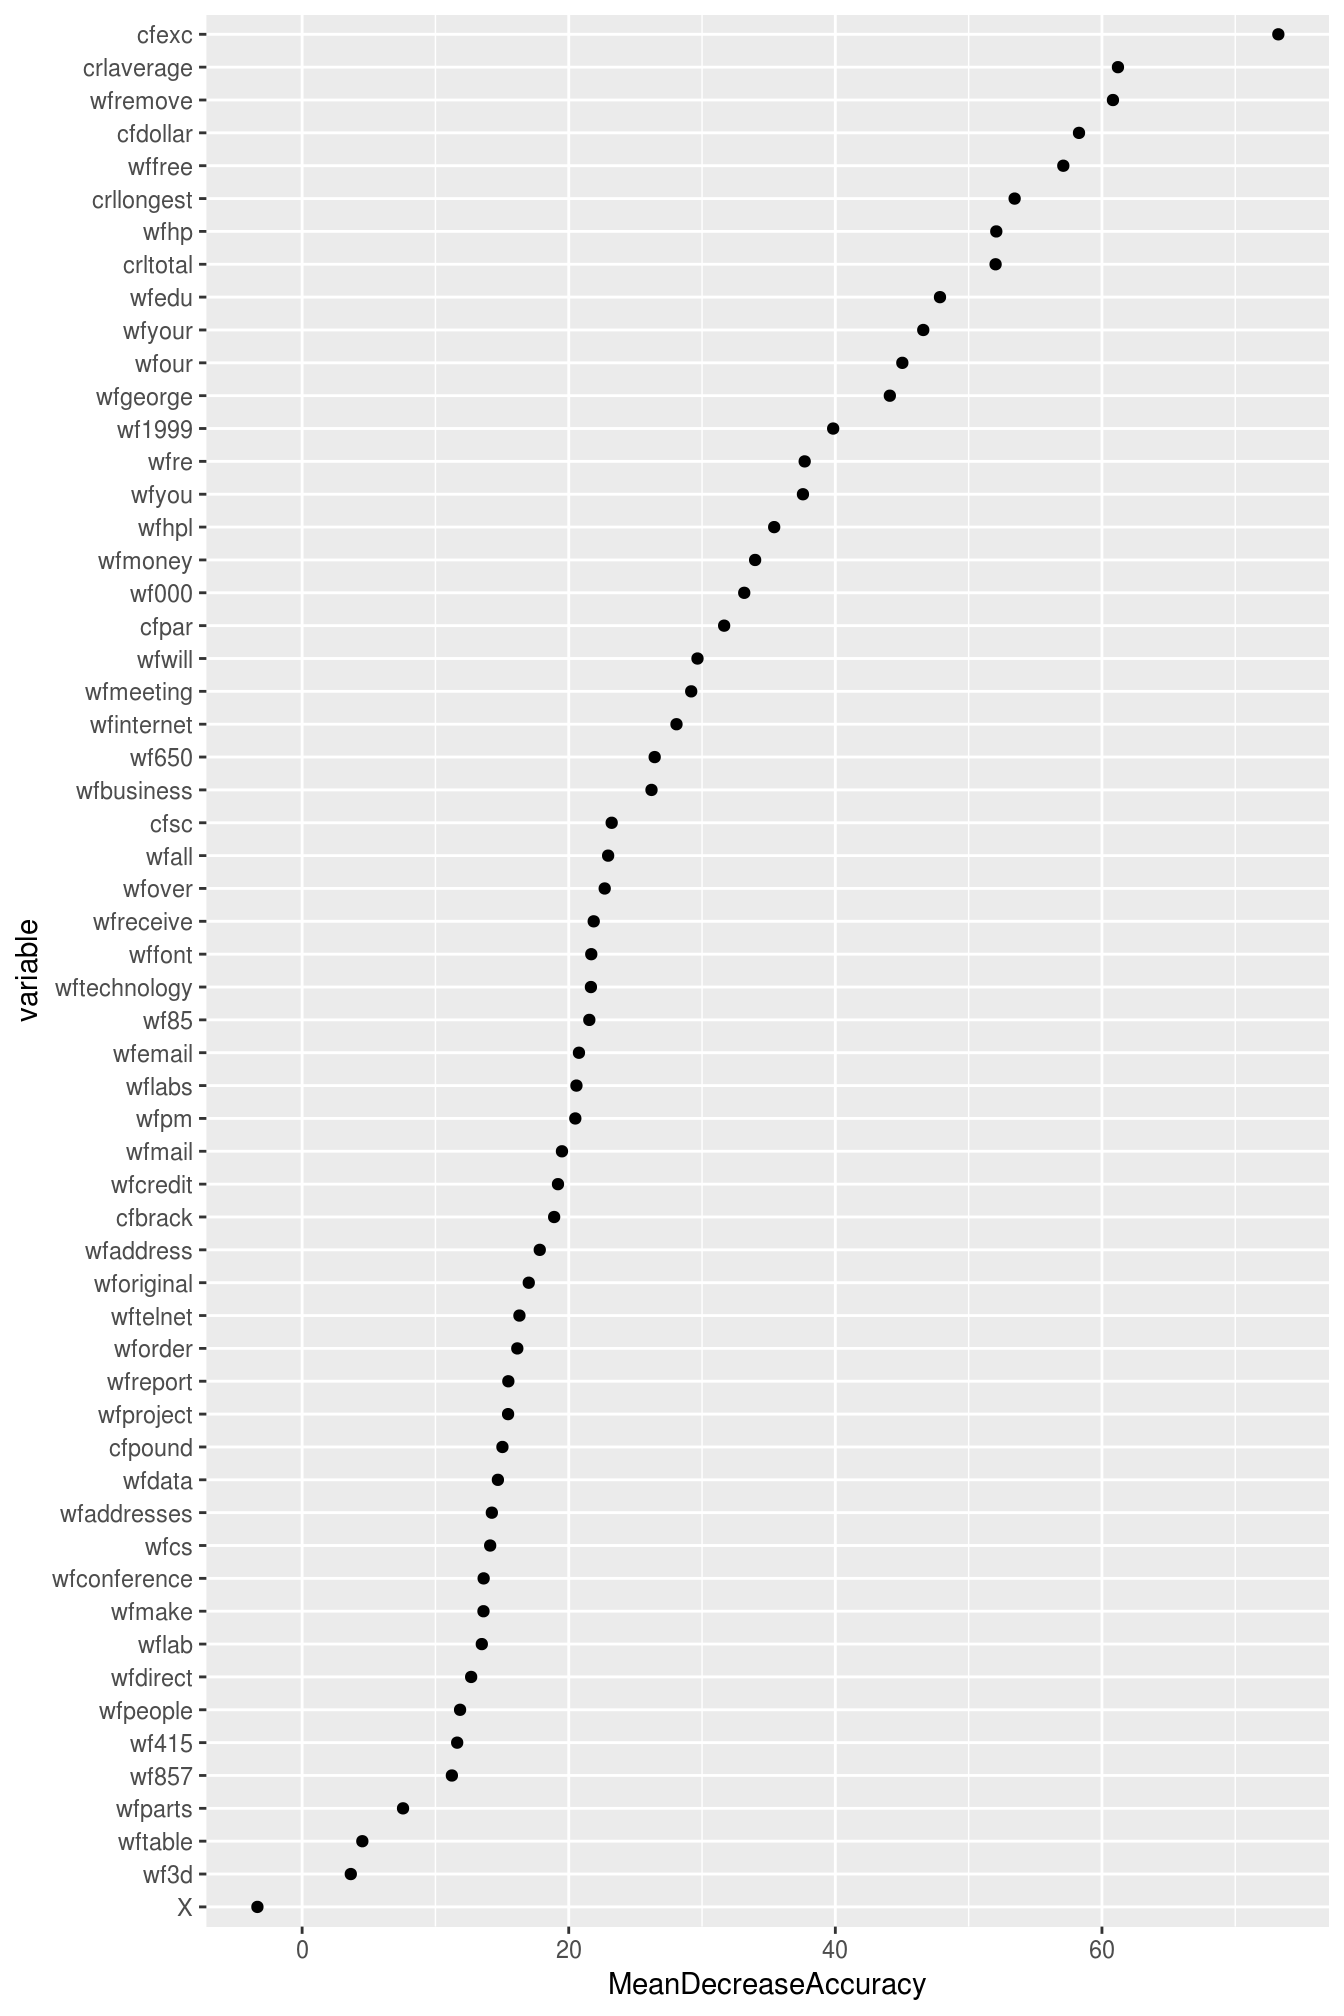 cfexc
crlaverage
wfremove
cfdollar
wffree
crllongest
wfhp
crltotal
wfedu
wfyour
wfour
wfgeorge
wf1999
wfre
wfyou
wfhpl
wfmoney
wf000
cfpar
wfwill
wfmeeting
wfinternet
wf650
wfbusiness
cfsc
wfall
wfover
wfreceive
wffont
wftechnology
wf85
wfemail
wflabs
wfpm
wfmail
wfcredit
cfbrack
wfaddress
wforiginal
wftelnet
wforder
wfreport
wfproject
cfpound
wfdata
wfaddresses
wfcs
wfconference
wfmake
wflab
wfdirect
wfpeople
wf415
wf857
wfparts
wftable
wf3d
X
variable
0 20 40 60
MeanDecreaseAccuracy